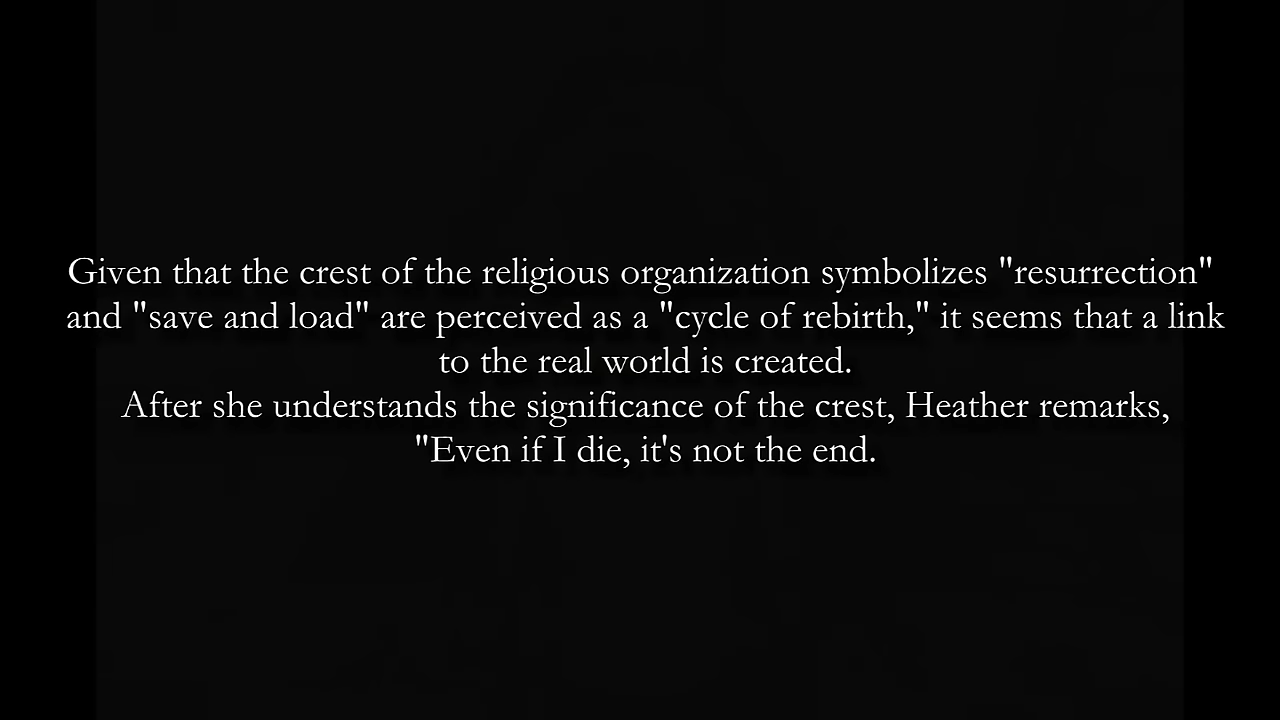 Given that the crest of the religious organization symbolizes "resurrection"
and "save and load" are perceived as a "cycle of rebirth," it seems that a link
to the real world is created.
After she understands the significance of the crest, Heather remarks,
"Even if I die, it's not the end.